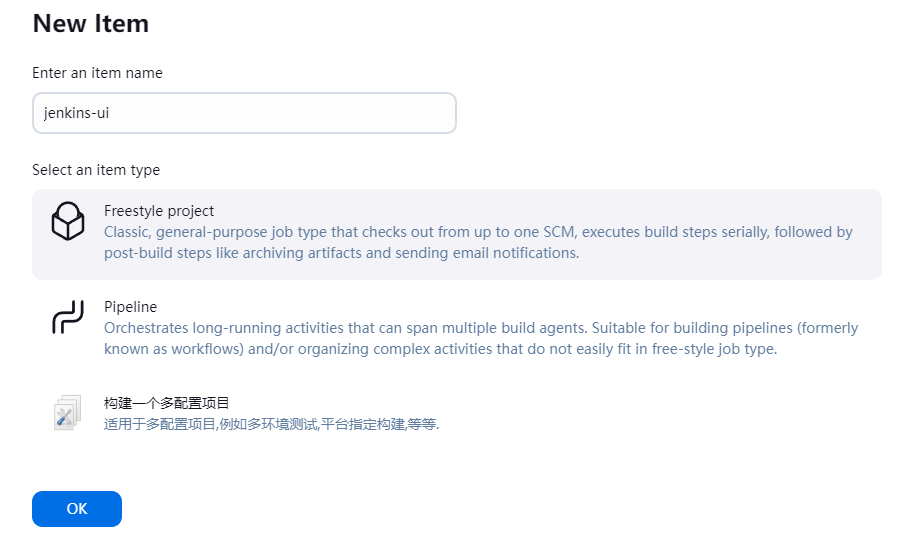 New Item
Enter an item name
jenkins-ui
Select an item type
Freestyle project
Classic, general-purpose job type that checks out from up to one SCM, executes build steps serially, followed by
post-build steps like archiving artifacts and sending email notifications.
Pipeline
Orchestrates long-running activities that can span multiple build agents. Suitable for building pipelines (formerly
known as workflows) and/or organizing complex activities that do not easily fit in free-style job type.
构建一个多配置项目
适用于多配置项目,例如多环境测试,平台指定构建,等等.
OK